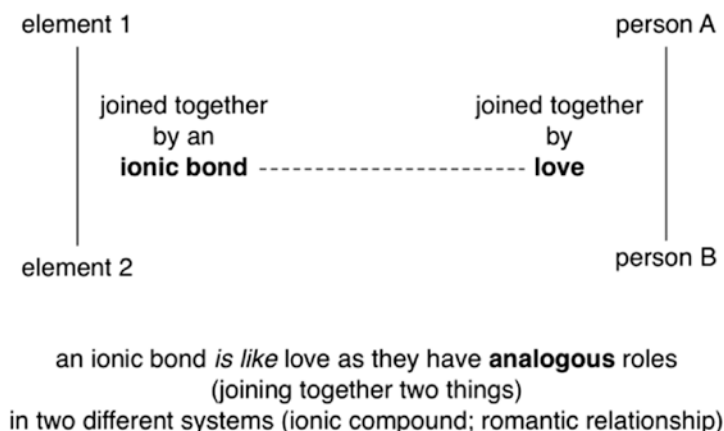 element 1
person A
joined together
by an
ionic bond
joined together
by
love
element 2
person B
an ionic bond is like love as they have analogous roles
(joining together two things)
in two different systems (ionic compound; romantic relationship)